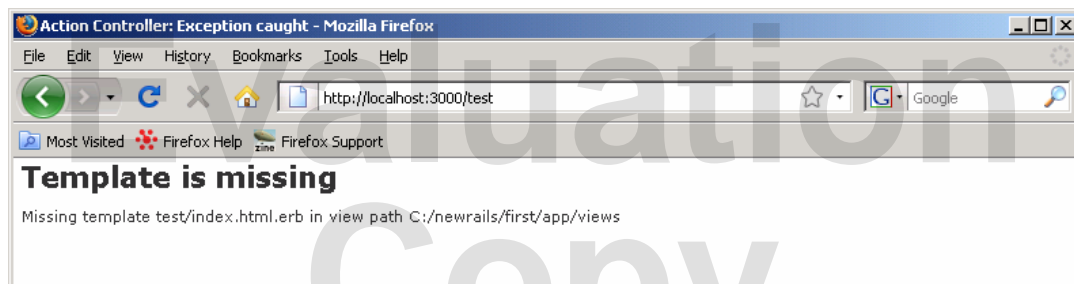 Action Controller: Exception caught - Mozilla Firefox
File Edit View History Bookmarks Tools Help
http://localhost:3000/test
G Google
Most Visited Firefox Help zine Firefox Support
Template is missing
Missing template test/index.html.erb in view path C:/newrails/first/app/views
Evaluation
Copy